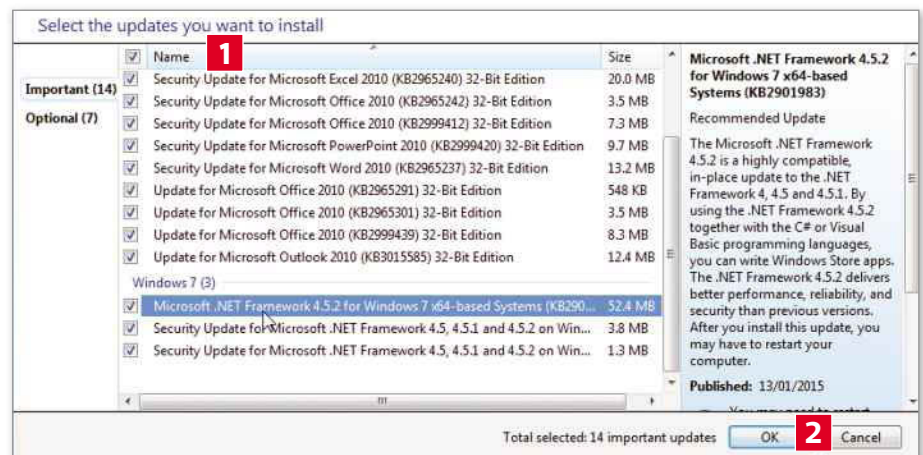 Select the updates you want to install
1
Name
Size
Important (14)
Optional (7)
Security Update for Microsoft Excel 2010 (KB2965240) 32-Bit Edition 20.0 MB
Security Update for Microsoft Office 2010 (KB2965242) 32-Bit Edition 3.5 MB
Security Update for Microsoft Office 2010 (KB2999412) 32-Bit Edition 7.3 MB
Security Update for Microsoft PowerPoint 2010 (KB2999420) 32-Bit Edition 9.7 MB
Security Update for Microsoft Word 2010 (KB2965237) 32-Bit Edition 13.2 MB
Update for Microsoft Office 2010 (KB2965291) 32-Bit Edition 548 KB
Update for Microsoft Office 2010 (KB2965301) 32-Bit Edition 3.5 MB
Update for Microsoft Office 2010 (KB2999439) 32-Bit Edition 8.3 MB
Update for Microsoft Outlook 2010 (KB3015585) 32-Bit Edition 12.4 MB
Windows 7 (3)
Microsoft .NET Framework 4.5.2 for Windows 7 x64-based Systems (KB290... 52.4 MB
Security Update for Microsoft .NET Framework 4.5, 4.5.1 and 4.5.2 on Win... 3.8 MB
Security Update for Microsoft .NET Framework 4.5, 4.5.1 and 4.5.2 on Win... 1.3 MB
Microsoft .NET Framework 4.5.2
for Windows 7 x64-based
Systems (KB2901983)
Recommended Update
The Microsoft .NET Framework
4.5.2 is a highly compatible,
in-place update to the .NET
Framework 4, 4.5 and 4.5.1. By
using the .NET Framework 4.5.2
together with the C# or Visual
Basic programming languages,
you can write Windows Store apps.
The .NET Framework 4.5.2 delivers
better performance, reliability, and
security than previous versions.
After you install this update, you
may have to restart your
computer.
Published: 13/01/2015
You may need to restart
Total selected: 14 important updates
OK
2
Cancel